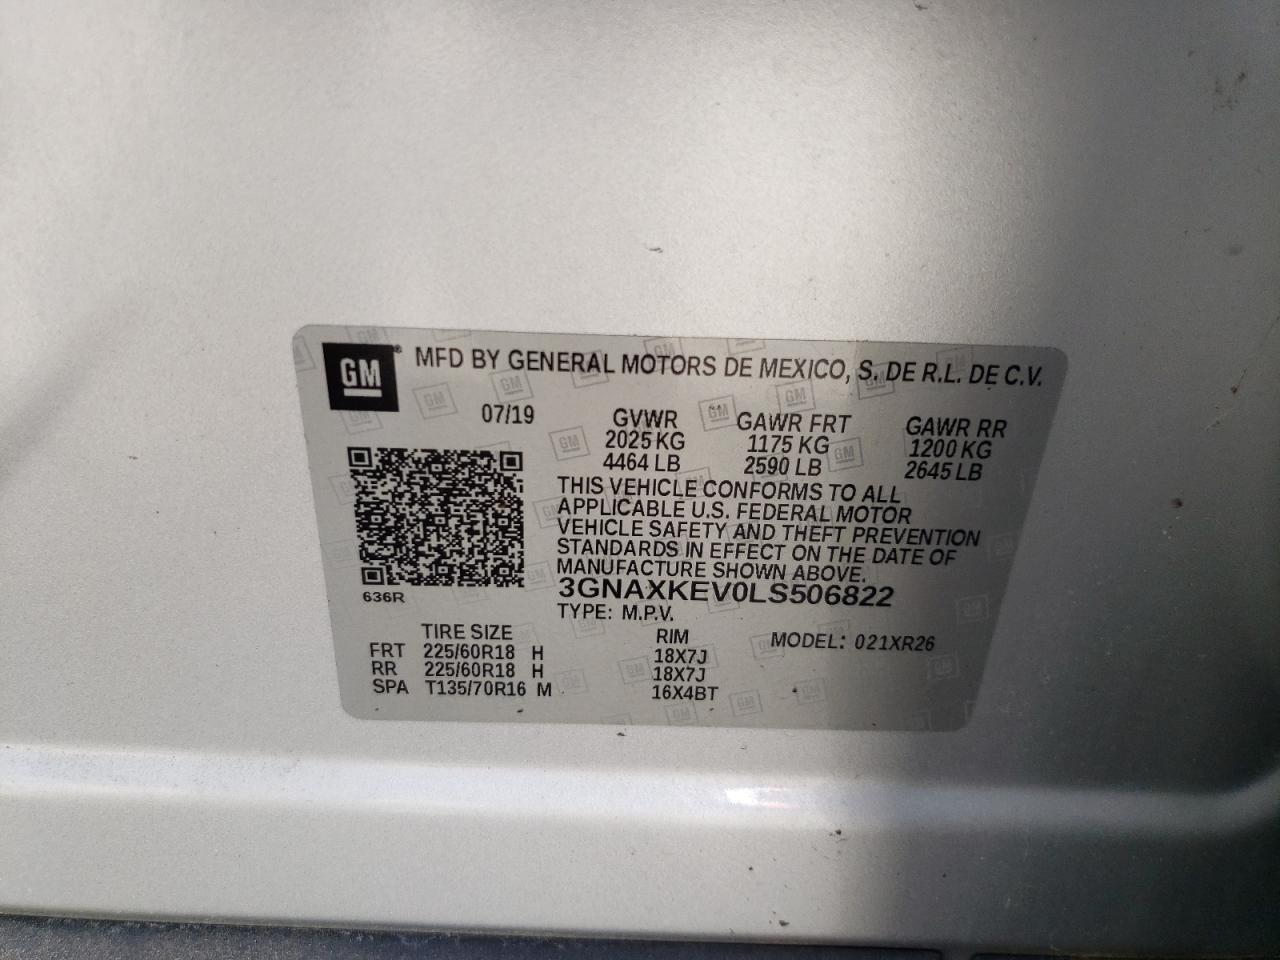 GM® MFD BY GENERAL MOTORS DE MEXICO, S. DE R.L. DE C.V.
07/19 GVWR GAWR FRT GAWR RR
2025 KG 1175 KG 1200 KG
4464 LB 2590 LB 2645 LB
THIS VEHICLE CONFORMS TO ALL
APPLICABLE U.S. FEDERAL MOTOR
VEHICLE SAFETY AND THEFT PREVENTION
STANDARDS IN EFFECT ON THE DATE OF
MANUFACTURE SHOWN ABOVE.
636R 3GNAXKEV0LS506822
TYPE: M.P.V.
TIRE SIZE RIM MODEL: 021XR26
FRT 225/60R18 H 18X7J
RR 225/60R18 H 18X7J
SPA T135/70R16 M 16X4BT